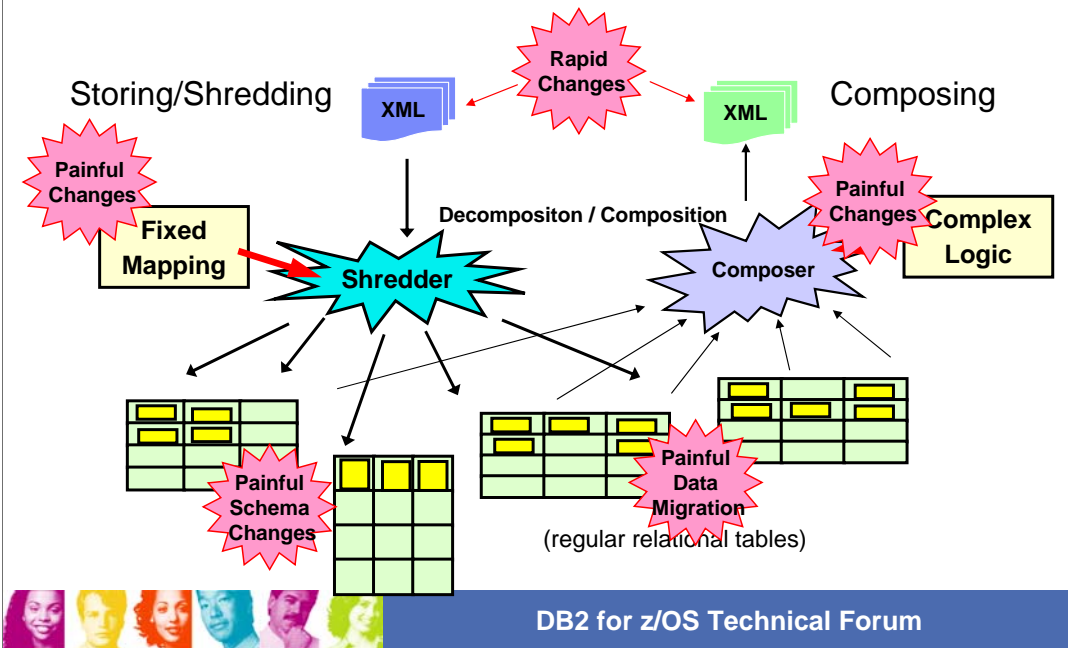 Rapid
Changes
Storing/Shredding
XML
XML
Composing
Painful
Changes
Painful
Changes
Decompositon / Composition
Fixed
Mapping
Complex
Logic
Shredder
Composer
Painful
Schema
Changes
Painful
Data
Migration
(regular relational tables)
DB2 for z/OS Technical Forum